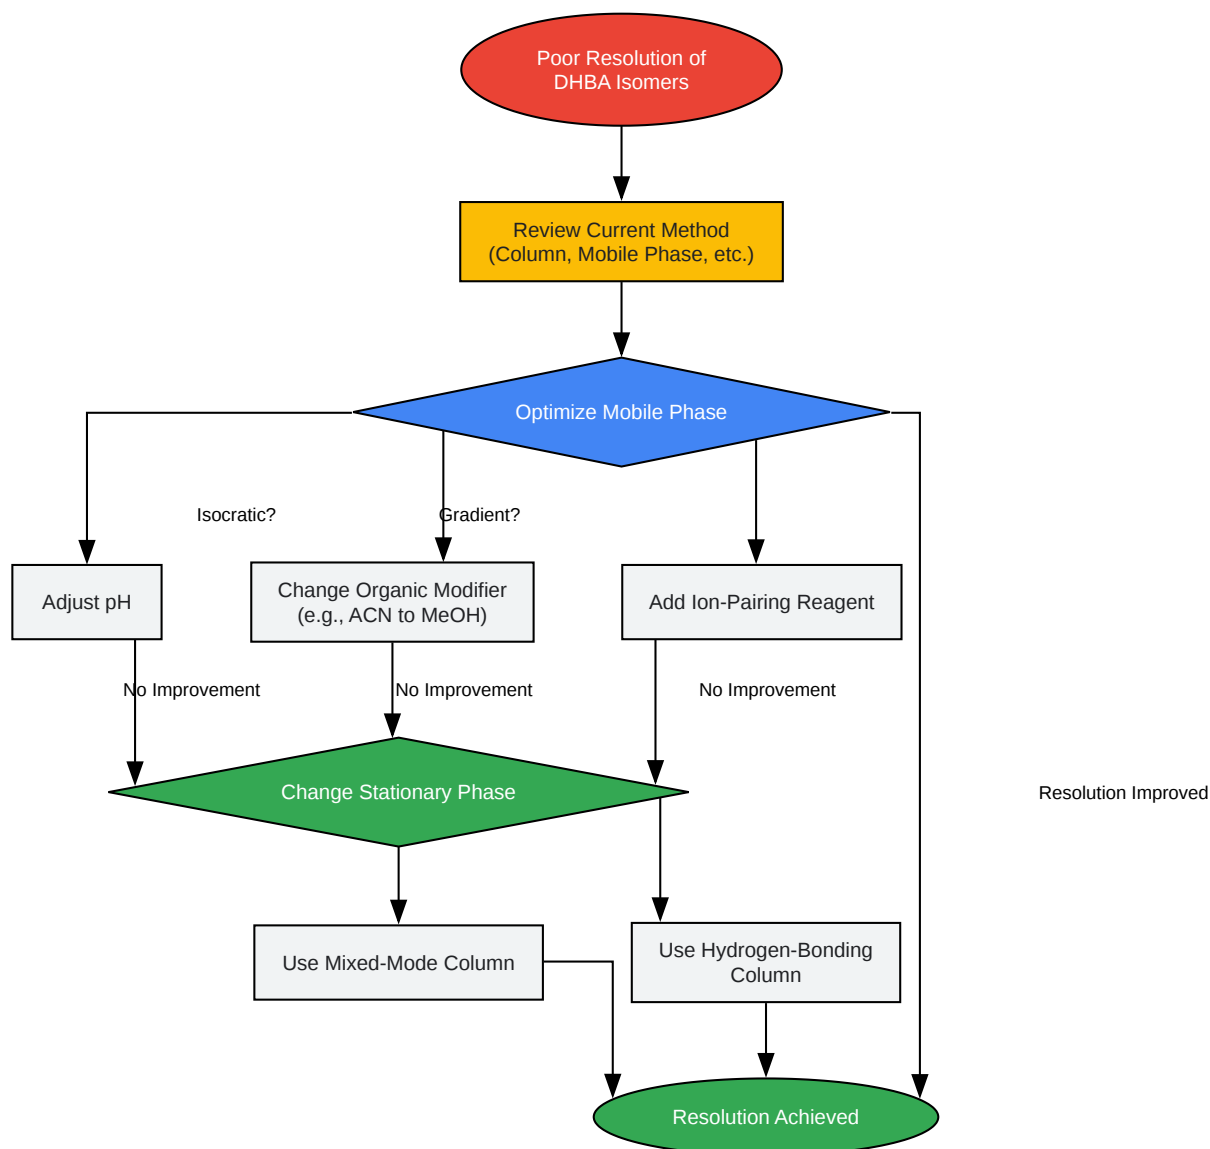 Poor Resolution of
DHBA Isomers
Review Current Method
(Column, Mobile Phase, etc.)
Optimize Mobile Phase
Isocratic?
Gradient?
Adjust pH
Change Organic Modifier
(e.g., ACN to MeOH)
Add Ion-Pairing Reagent
No Improvement
No Improvement
No Improvement
Change Stationary Phase
Resolution Improved
Use Mixed-Mode Column
Use Hydrogen-Bonding
Column
Resolution Achieved